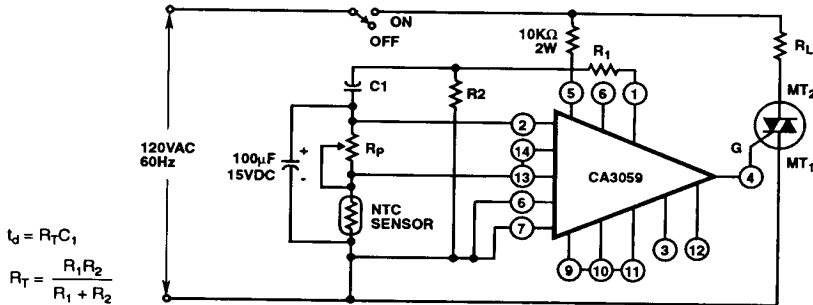 ON
OFF
10KΩ
2W
R1
RL
C1
R2
5
6
1
MT2
120VAC
60Hz
2
RP
100μF
15VDC
+
-
14
13
CA3059
G
4
MT1
NTC
SENSOR
6
7
3
12
9
10
11
td = RTC1
RT = R1R2
R1 + R2